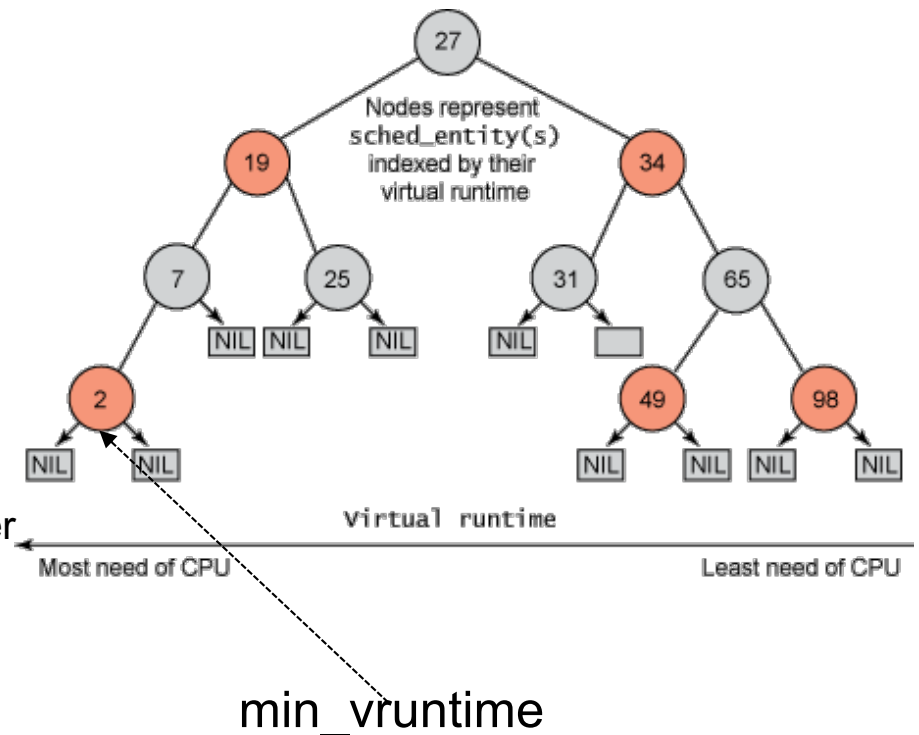 27
Nodes represent
sched_entity(s)
indexed by their
virtual runtime
19
34
7
25
31
65
NIL
NIL
NIL
NIL
2
49
98
NIL
NIL
NIL
NIL
NIL
NIL
Virtual runtime
er
Most need of CPU
Least need of CPU
min_vruntime